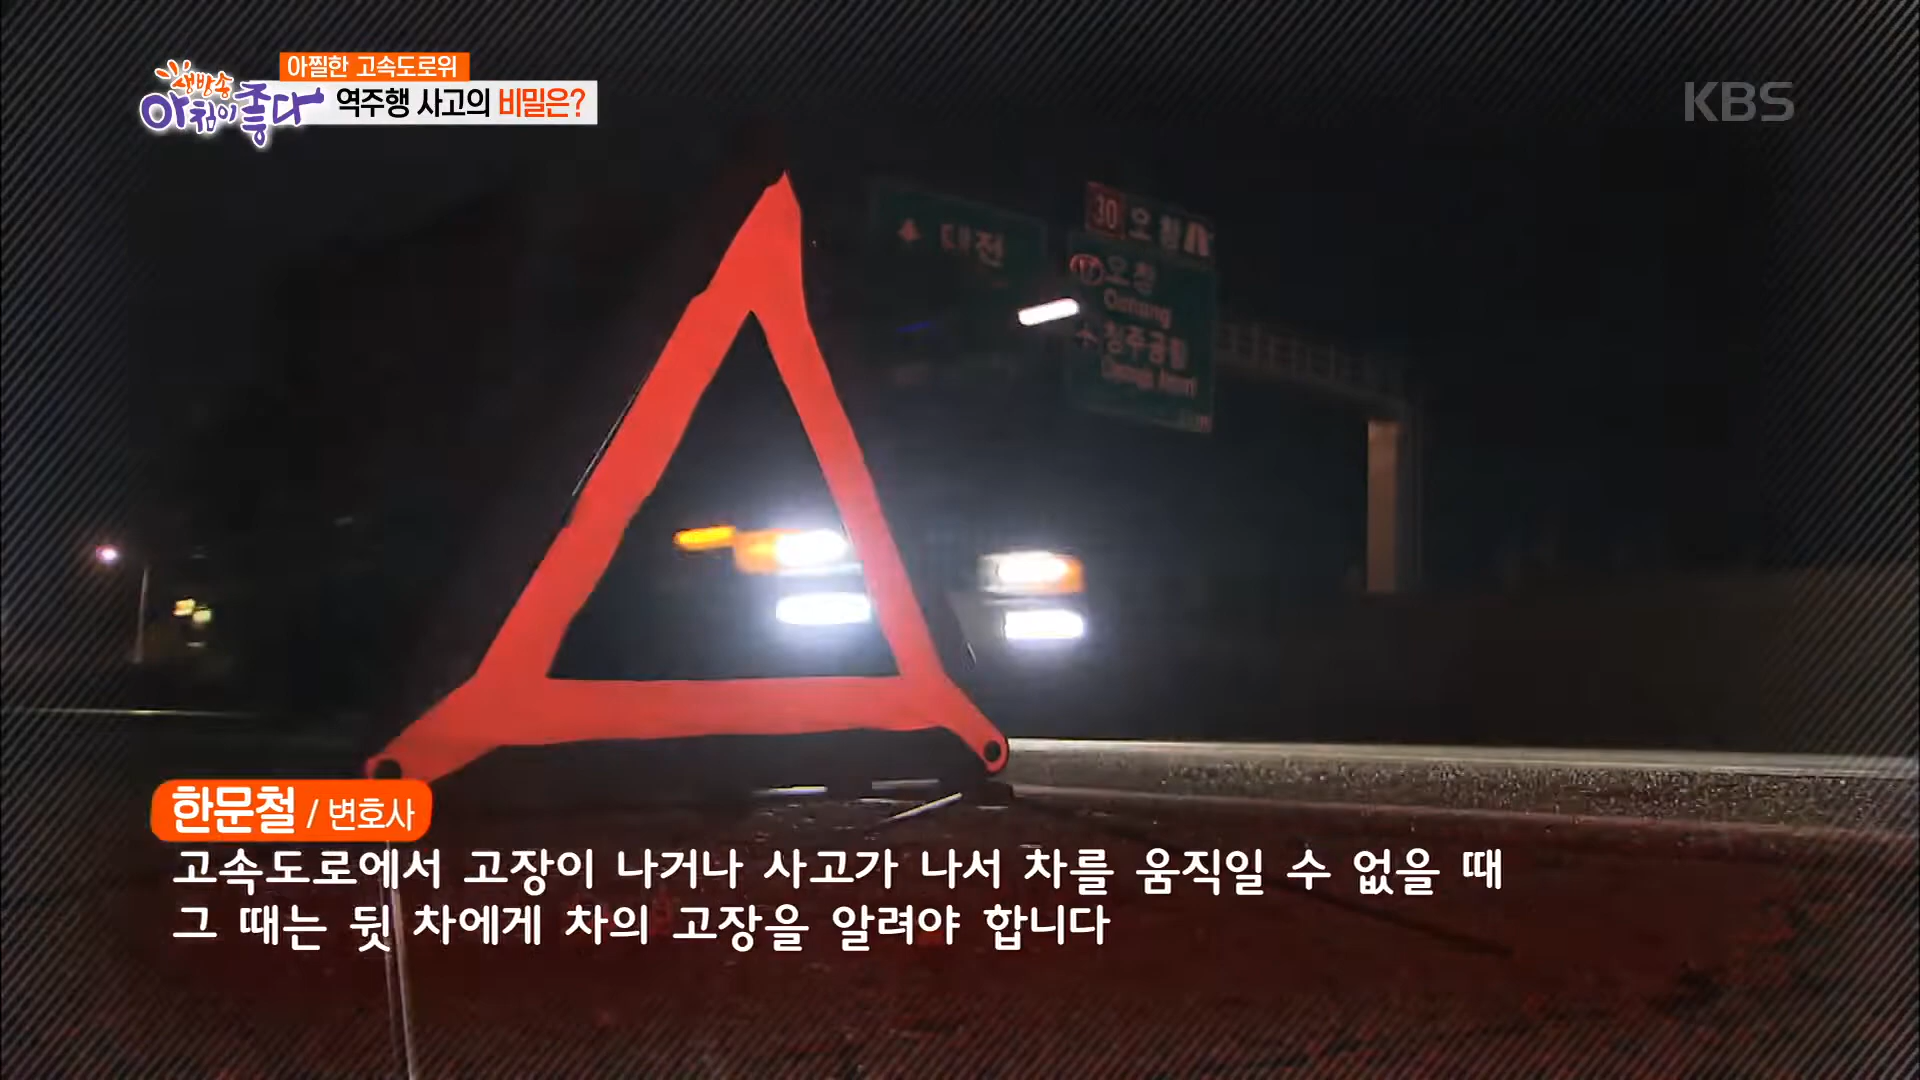 아찔한 고속도로위
생방송
아침이 좋다
역주행 사고의 비밀은?
KBS
대전
30 오창
17 오창
Ochang
청주공항
한문철 / 변호사
고속도로에서 고장이 나거나 사고가 나서 차를 움직일 수 없을 때
그 때는 뒷 차에게 차의 고장을 알려야 합니다